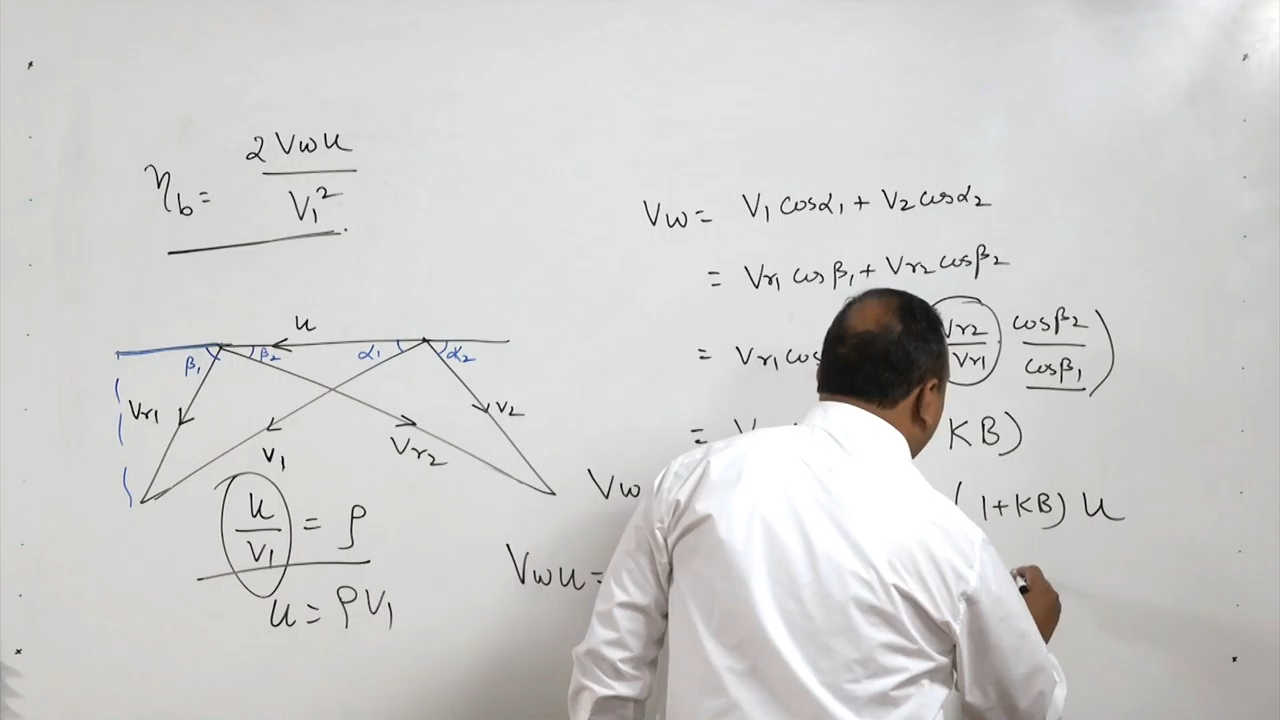 ηb = 2Vwu / V1²
Vw = V1 cosα1 + V2 cosα2
= Vr1 cosβ1 + Vr2 cosβ2
= Vr1 cos Vr2 / Vr1 cosβ2 / cosβ1 )
= V KB)
Vw (1+KB) u
Vwu =
u
β1 β2 α1 α2
Vr1 V1 Vr2 V2
u / V1 = ρ
u = ρV1